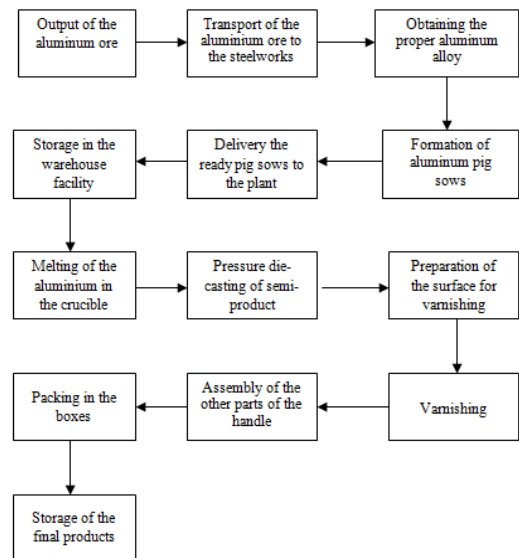 Output of the
aluminum ore
Transport of the
aluminium ore to
the steelworks
Obtaining the
proper aluminum
alloy
Formation of
aluminum pig
sows
Delivery the
ready pig sows to
the plant
Storage in the
warehouse
facility
Melting of the
aluminium in
the crucible
Pressure die-
casting of semi-
product
Preparation of
the surface for
varnishing
Varnishing
Assembly of the
other parts of the
handle
Packing in the
boxes
Storage of the
final products